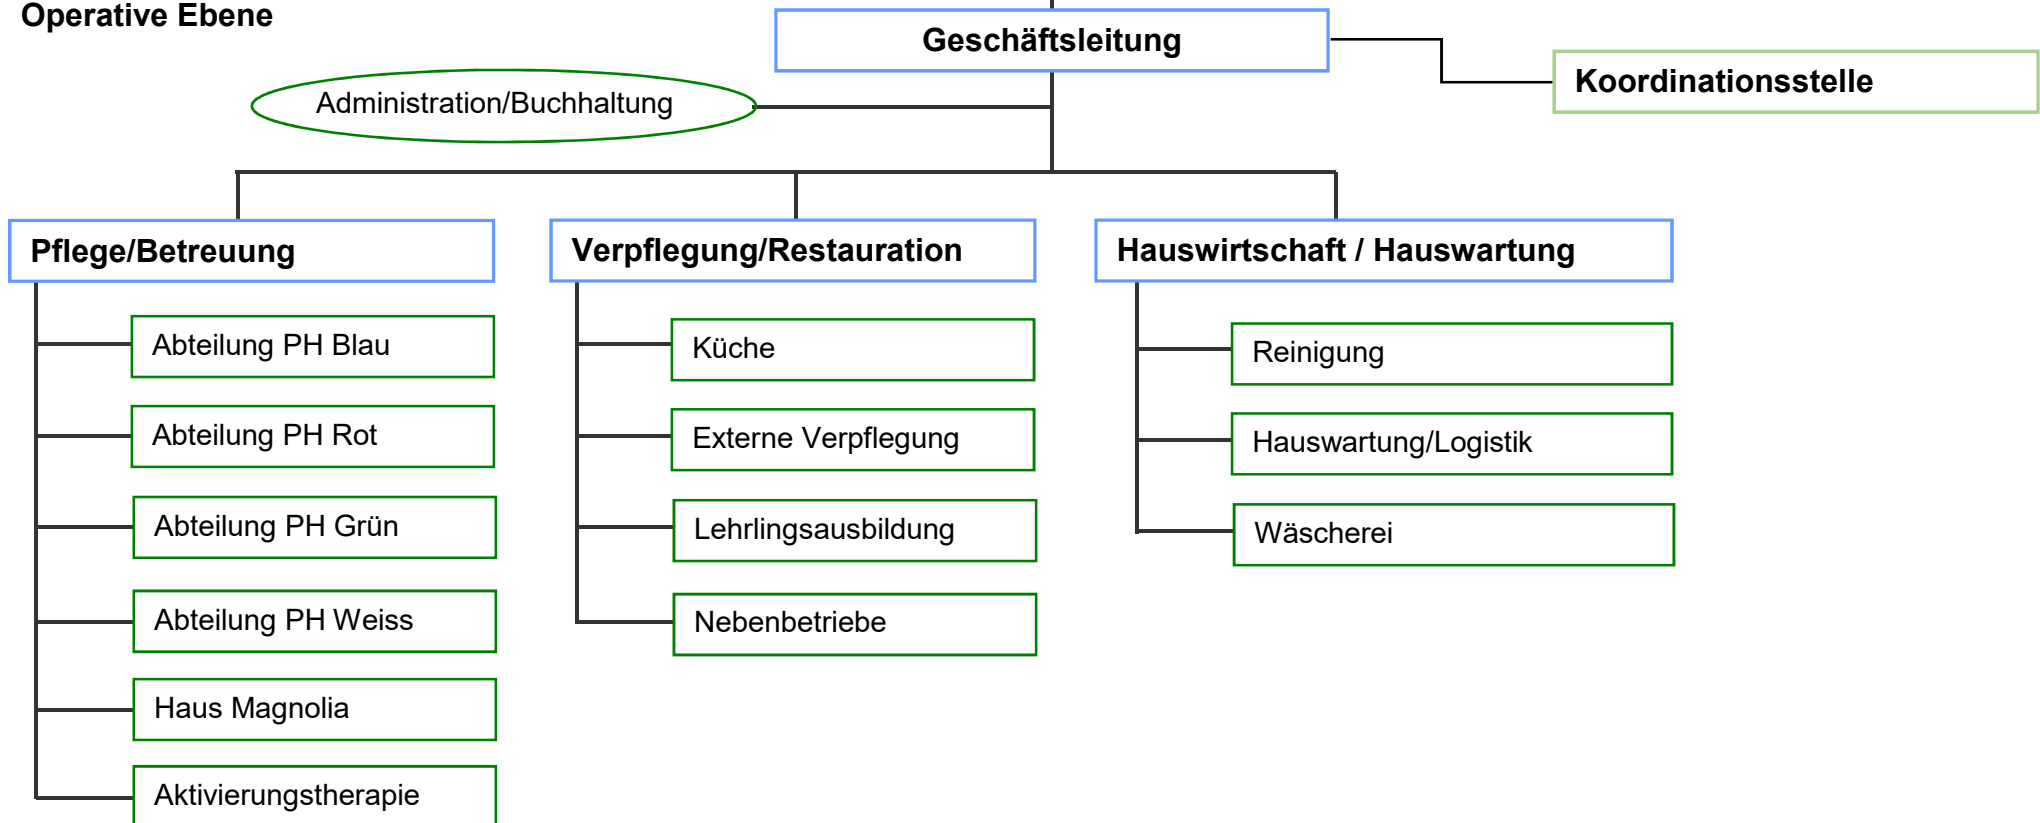 Operative Ebene
Geschäftsleitung
Koordinationsstelle
Administration/Buchhaltung
Pflege/Betreuung
Verpflegung/Restauration
Hauswirtschaft / Hauswartung
Abteilung PH Blau
Abteilung PH Rot
Abteilung PH Grün
Abteilung PH Weiss
Haus Magnolia
Aktivierungstherapie
Küche
Externe Verpflegung
Lehrlingsausbildung
Nebenbetriebe
Reinigung
Hauswartung/Logistik
Wäscherei